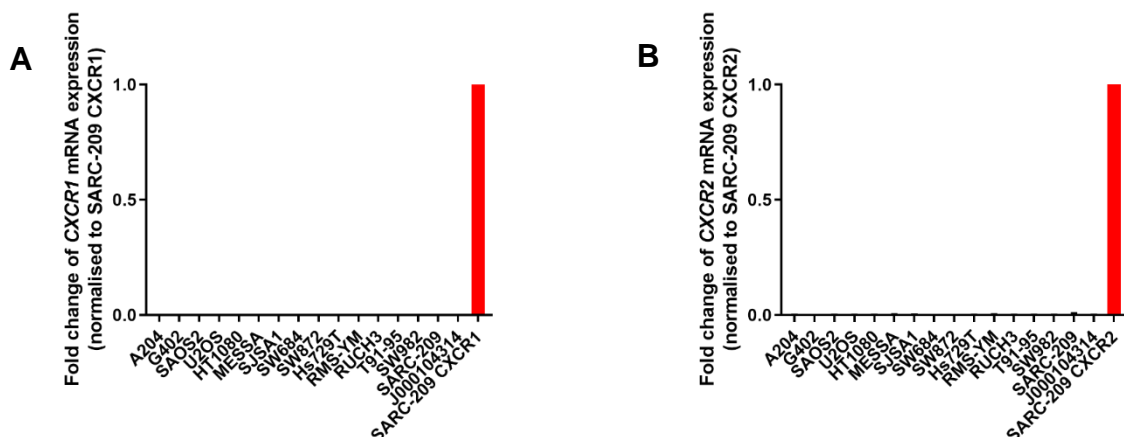 A
Fold change of CXCR1 mRNA expression
(normalised to SARC-209 CXCR1)
1.0
0.5
0.0
A204
G402
SAOS2
U2OS
HT1080
MESSA
SJSA1
SW684
SW872
Hs729T
RMS-YM
RUCH3
T91-95
SW982
SARC-209
J000104314
SARC-209 CXCR1
B
Fold change of CXCR2 mRNA expression
(normalised to SARC-209 CXCR2)
1.0
0.5
0.0
A204
G402
SAOS2
U2OS
HT1080
MESSA
SJSA1
SW684
SW872
Hs729T
RMS-YM
RUCH3
T91-95
SW982
SARC-209
J000104314
SARC-209 CXCR2